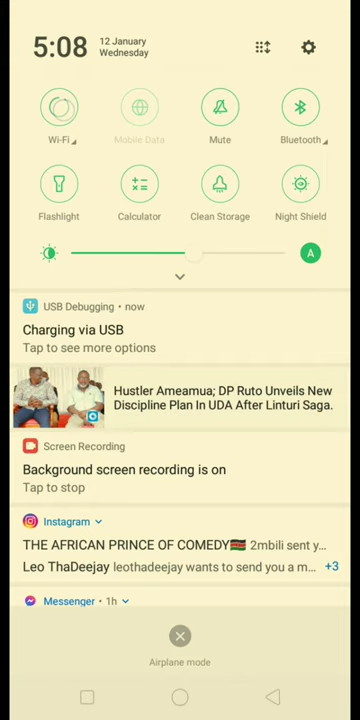 5:08
12 January
Wednesday
Wi-Fi
Mobile Data
Mute
Bluetooth
Flashlight
Calculator
Clean Storage
Night Shield
A
USB Debugging • now
Charging via USB
Tap to see more options
Hustler Ameamua; DP Ruto Unveils New
Discipline Plan In UDA After Linturi Saga.
Screen Recording
Background screen recording is on
Tap to stop
Instagram
THE AFRICAN PRINCE OF COMEDY🇰🇪 2mbili sent y...
Leo ThaDeejay leothadeejay wants to send you a m... +3
Messenger • 1h
Airplane mode